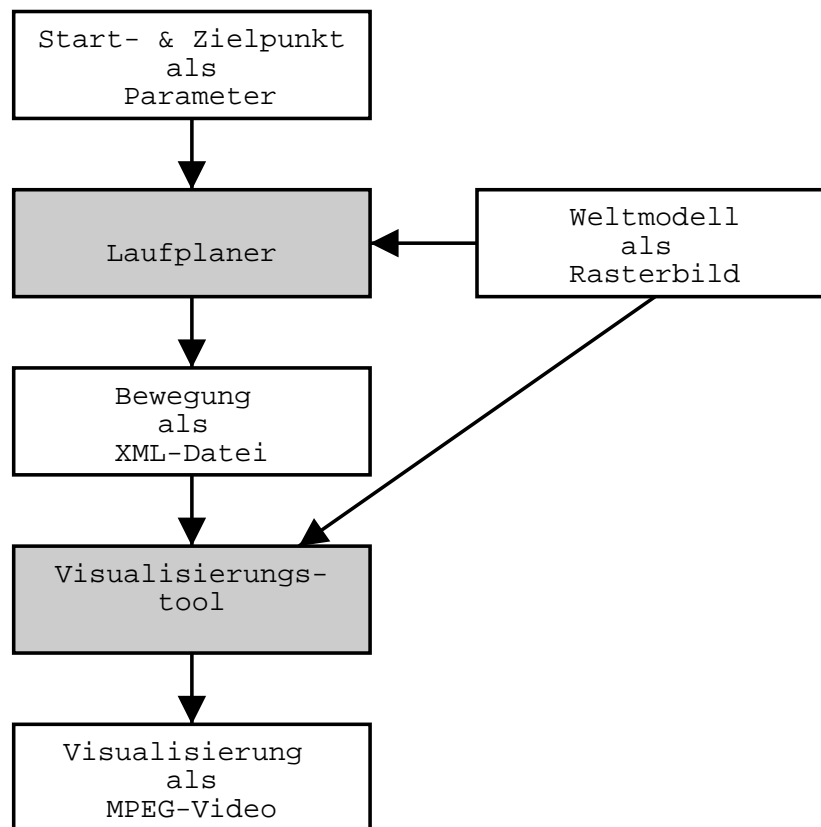 Start- & Zielpunkt
als
Parameter
Laufplaner
Weltmodell
als
Rasterbild
Bewegung
als
XML-Datei
Visualisierungs-
tool
Visualisierung
als
MPEG-Video